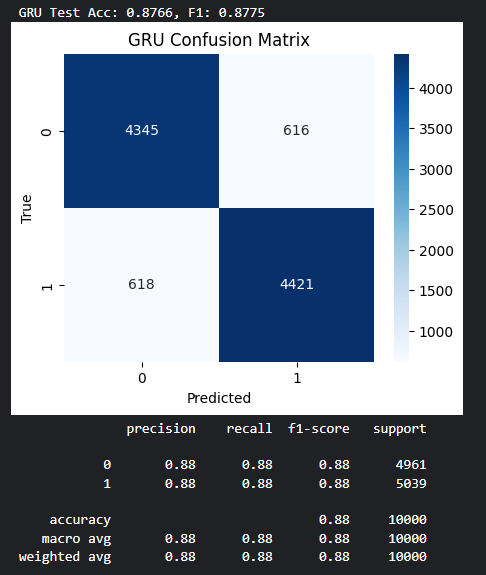 GRU Test Acc: 0.8766, F1: 0.8775
GRU Confusion Matrix
4345 616
618 4421
0
1
True
0 1
Predicted
4000
3500
3000
2500
2000
1500
1000
precision recall f1-score support
0 0.88 0.88 0.88 4961
1 0.88 0.88 0.88 5039
accuracy 0.88 10000
macro avg 0.88 0.88 0.88 10000
weighted avg 0.88 0.88 0.88 10000